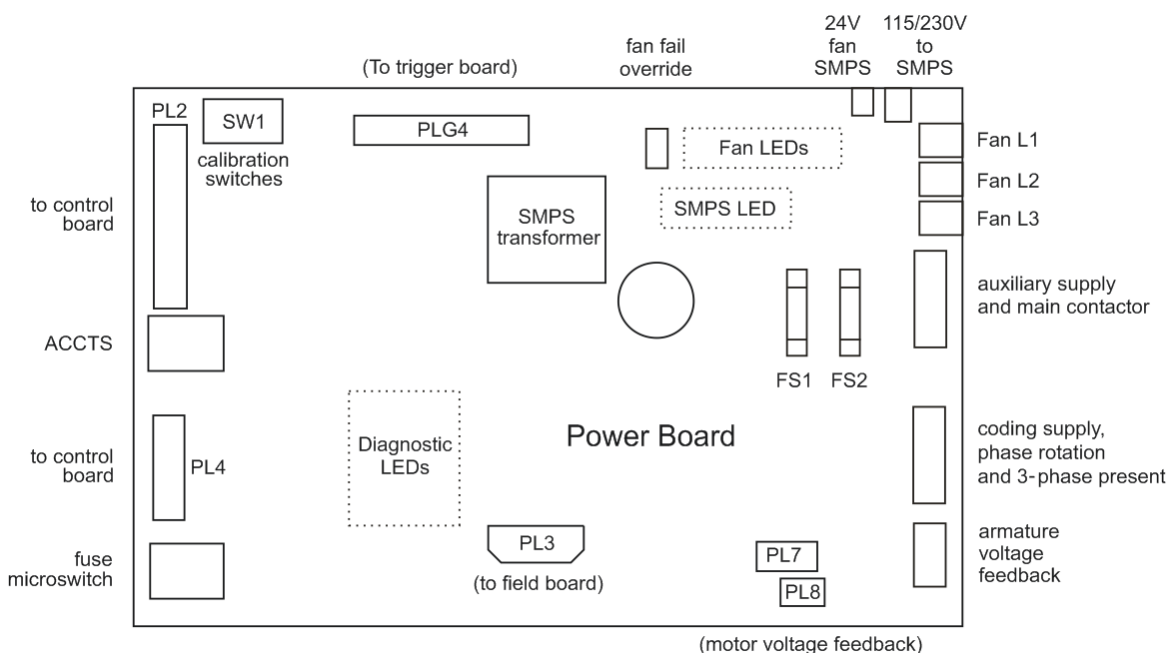 24V
fan
SMPS
115/230V
to
SMPS
fan fail
override
(To trigger board)
PL2
SW1
calibration
switches
PLG4
Fan LEDs
Fan L1
Fan L2
Fan L3
SMPS LED
SMPS
transformer
to control
board
auxiliary supply
and main contactor
ACCTS
FS1
FS2
Power Board
coding supply,
phase rotation
and 3-phase present
Diagnostic
LEDs
to control
board
PL4
armature
voltage
feedback
fuse
microswitch
PL3
(to field board)
PL7
PL8
(motor voltage feedback)